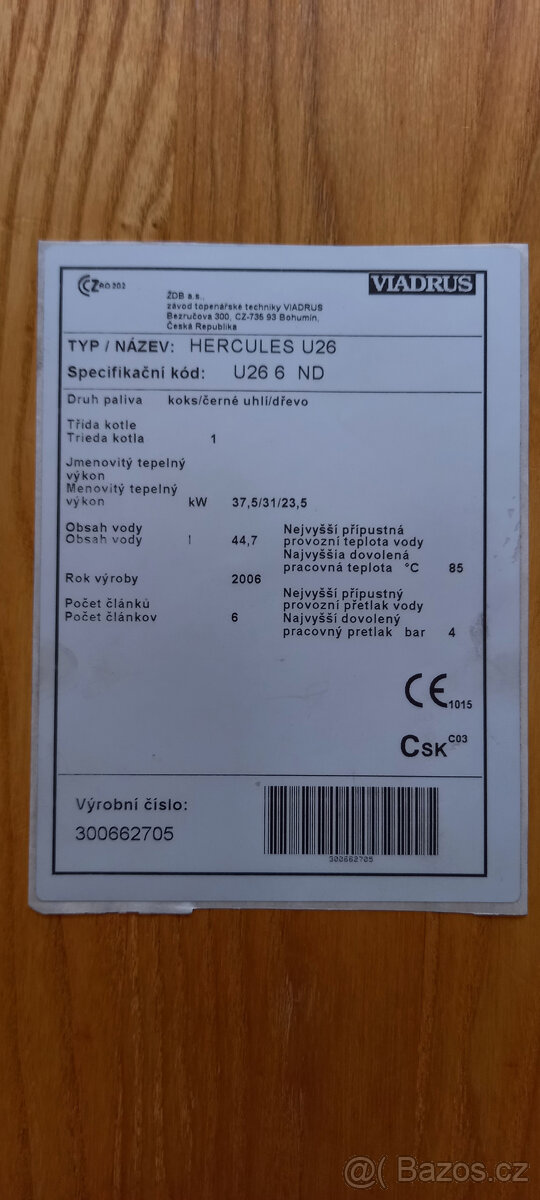 CCZ RO 202
VIADRUS
ŽDB a.s.,
závod topenářské techniky VIADRUS
Bezručova 300, CZ-735 93 Bohumín,
Česká Republika
TYP / NÁZEV: HERCULES U26
Specifikační kód: U26 6 ND
Druh paliva koks/černé uhlí/dřevo
Třída kotle
Trieda kotla 1
Jmenovitý tepelný
výkon
Menovitý tepelný
výkon kW 37,5/31/23,5
Obsah vody
Obsah vody l 44,7
Nejvyšší přípustná
provozní teplota vody
Najvyššia dovolená
pracovná teplota °C 85
Rok výroby 2006
Počet článků
Počet článkov 6
Nejvyšší přípustný
provozní přetlak vody
Najvyšší dovolený
pracovný pretlak bar 4
CE 1015
CSK C03
Výrobní číslo:
300662705
300662705
@( Bazos.cz